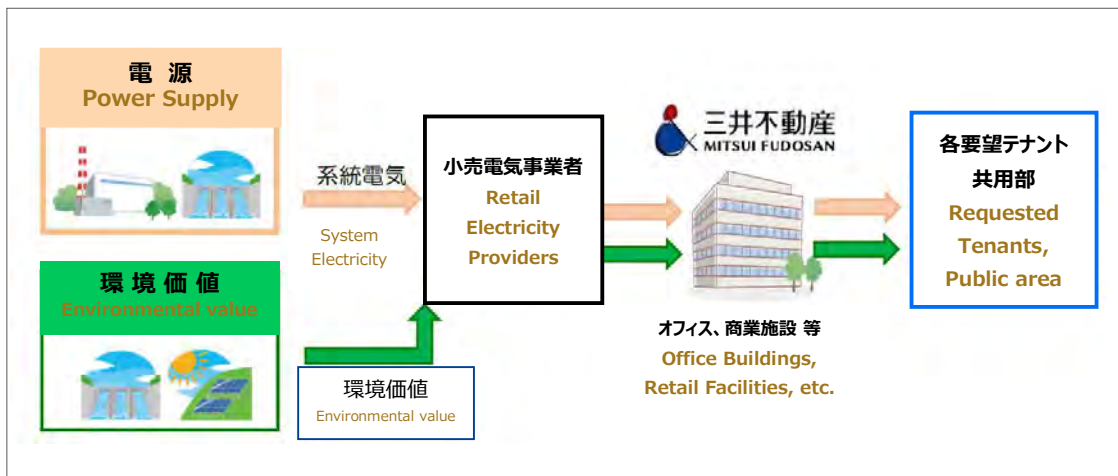 電 源
Power Supply
系統電気
System
Electricity
環 境 価 値
Environmental value
環境価値
Environmental value
小売電気事業者
Retail
Electricity
Providers
三井不動産
MITSUI FUDOSAN
オフィス、商業施設 等
Office Buildings,
Retail Facilities, etc.
各要望テナント
共用部
Requested
Tenants,
Public area